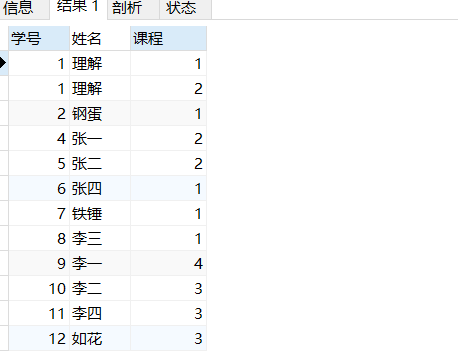 信息 结果 1 剖析 状态
学号 姓名 课程
1 理解 1
1 理解 2
2 钢蛋 1
4 张一 2
5 张二 2
6 张四 1
7 铁锤 1
8 李三 1
9 李一 4
10 李二 3
11 李四 3
12 如花 3